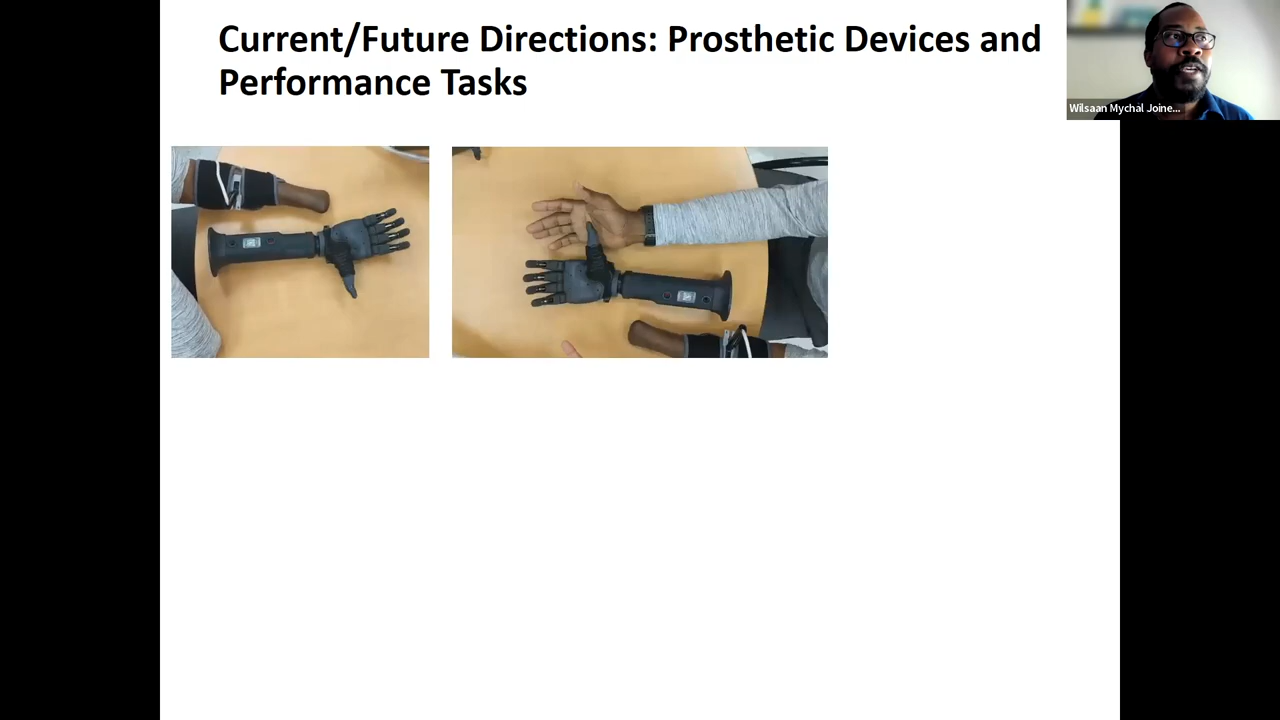 Current/Future Directions: Prosthetic Devices and
Performance Tasks
Wilsaan Mychal Joine...